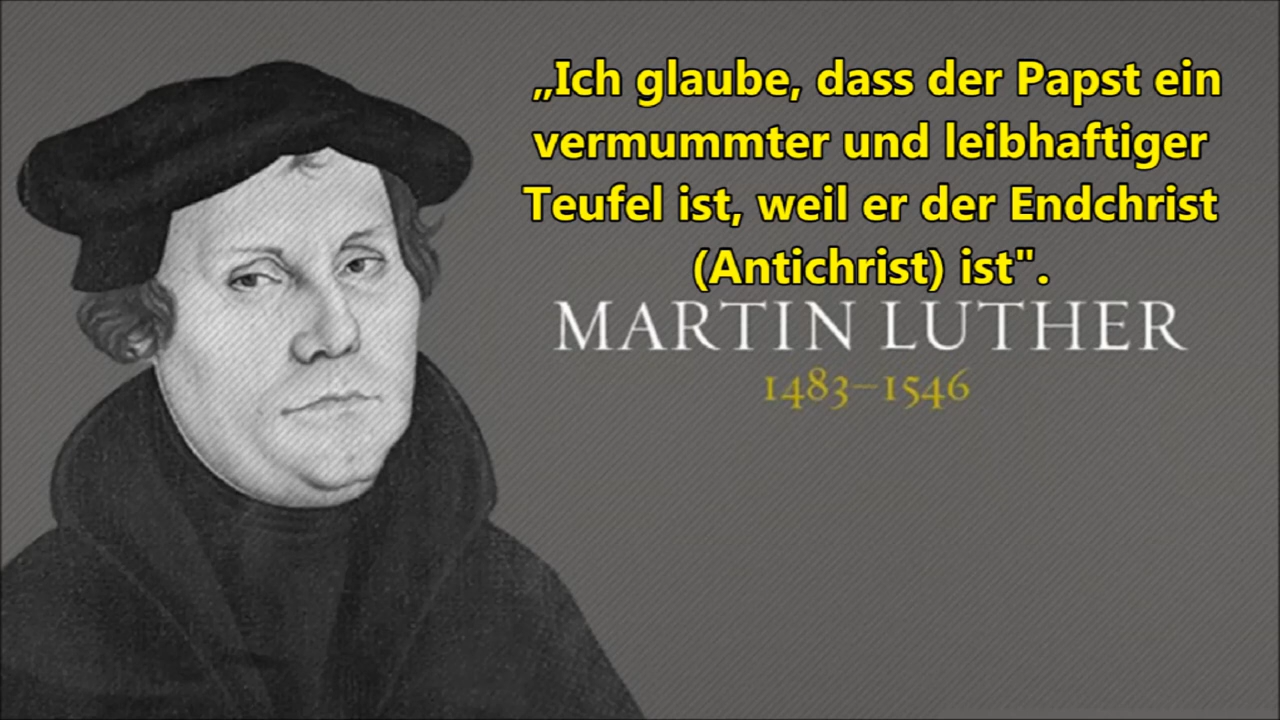 „Ich glaube, dass der Papst ein
vermummter und leibhaftiger
Teufel ist, weil er der Endchrist
(Antichrist) ist".
MARTIN LUTHER
1483–1546